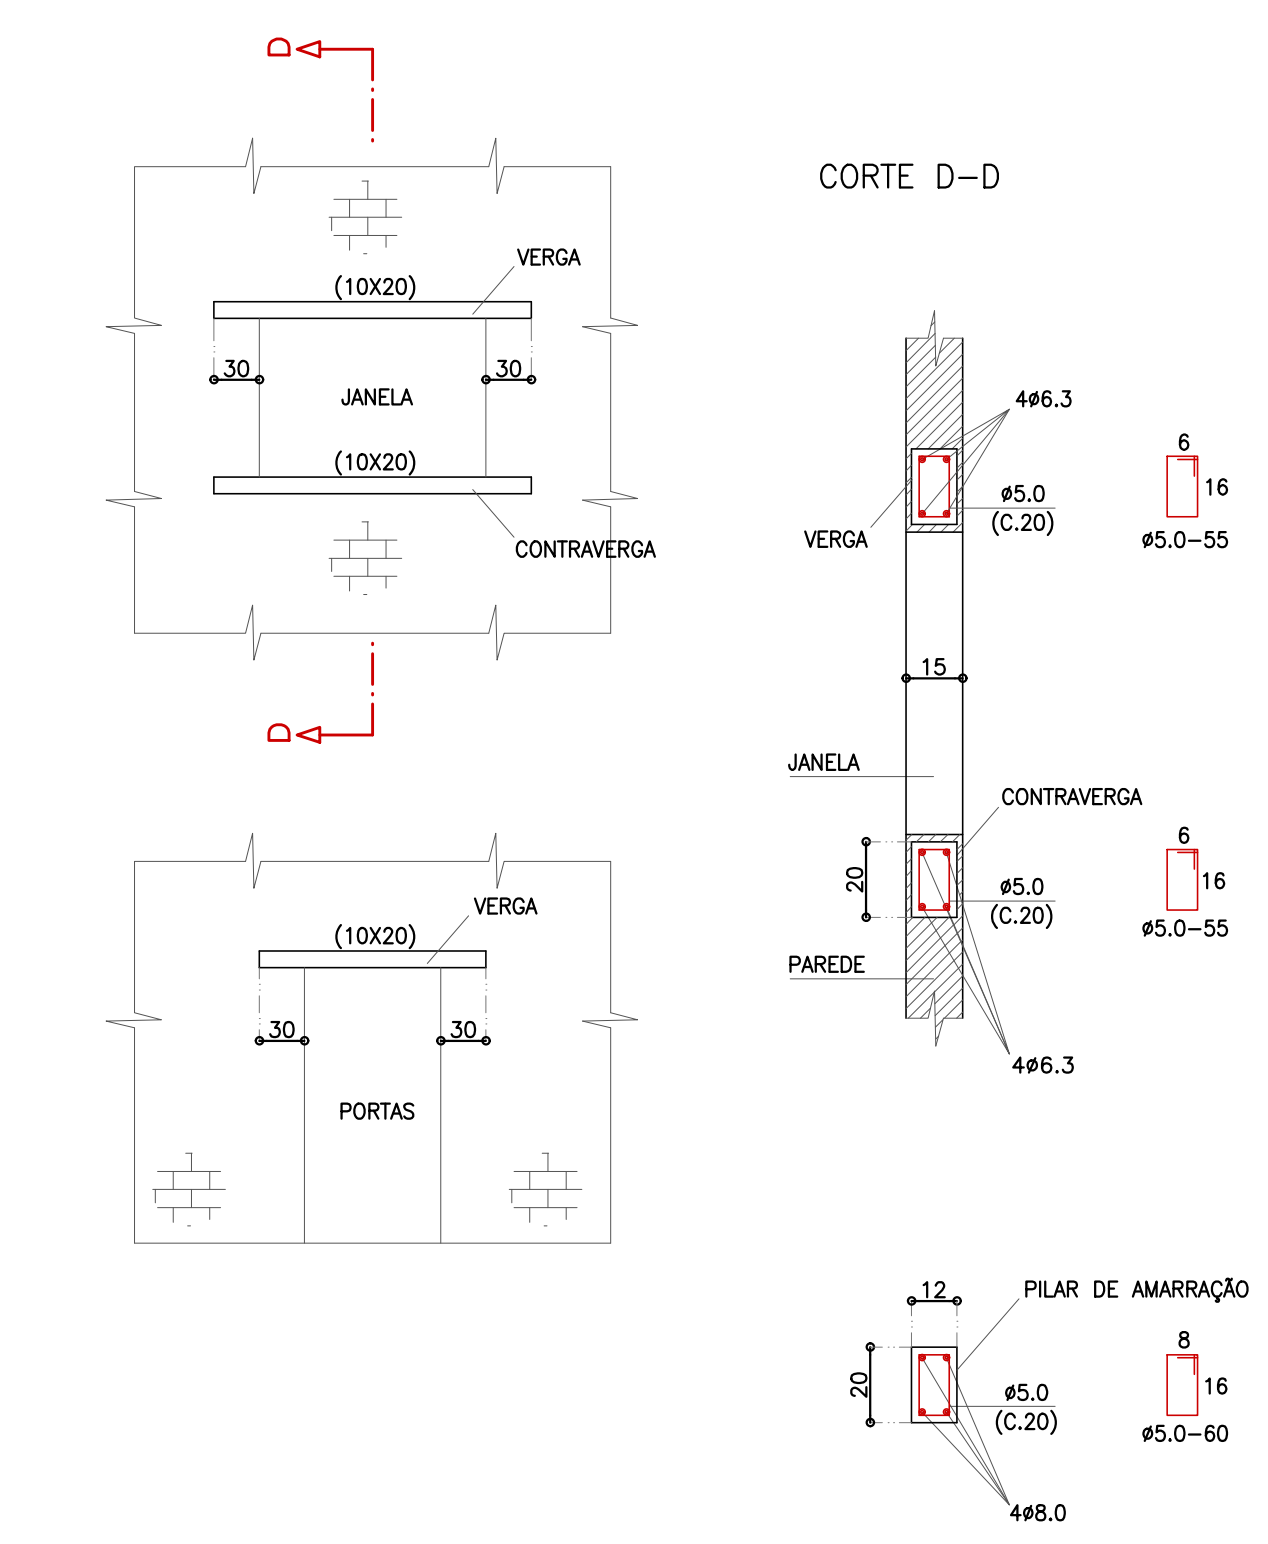 D
VERGA
(10X20)
30
30
JANELA
(10X20)
CONTRAVERGA
D
VERGA
(10X20)
30
30
PORTAS
CORTE D-D
4ø6.3
ø5.0
(C.20)
VERGA
6
16
ø5.0-55
15
JANELA
CONTRAVERGA
20
ø5.0
(C.20)
6
16
ø5.0-55
PAREDE
4ø6.3
12
PILAR DE AMARRAÇÃO
20
ø5.0
(C.20)
8
16
ø5.0-60
4ø8.0